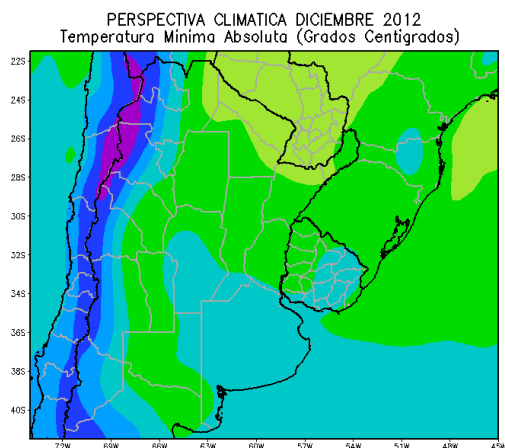 PERSPECTIVA CLIMATICA DICIEMBRE 2012
Temperatura Minima Absoluta (Grados Centigrados)
22S
24S
26S
28S
30S
32S
34S
36S
38S
40S
72W 69W 66W 63W 60W 57W 54W 51W 48W 45W